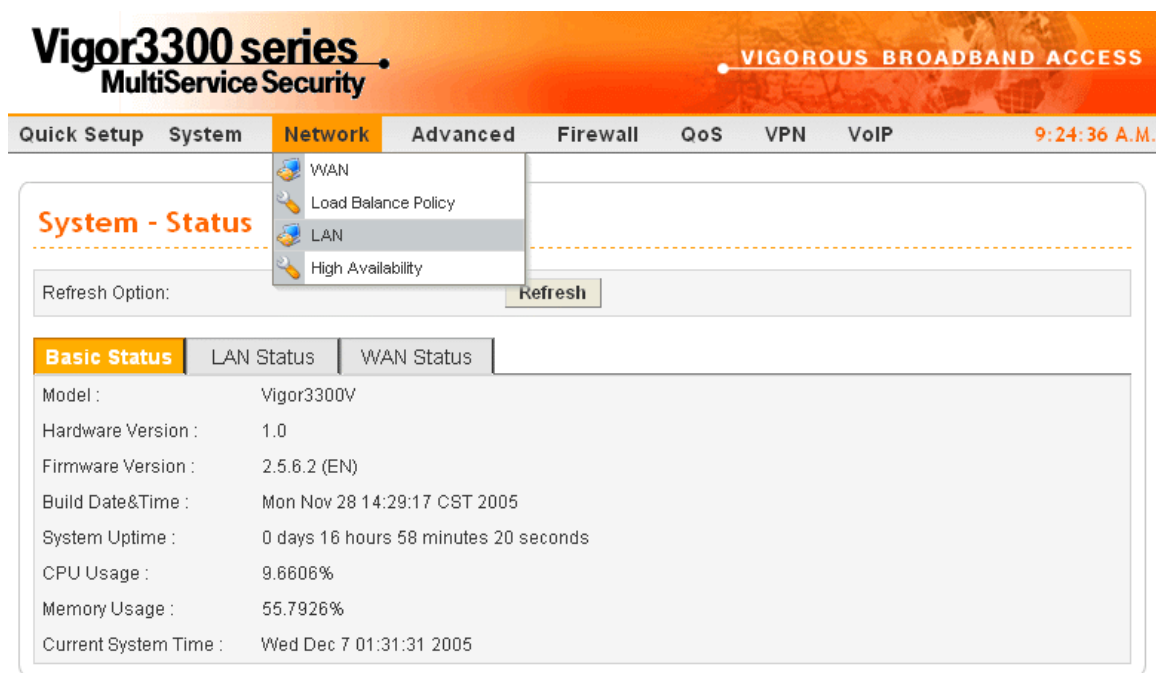 Vigor3300 series
MultiService Security
VIGOROUS BROADBAND ACCESS
Quick Setup System Network Advanced Firewall QoS VPN VoIP 9:24:36 A.M.
WAN
Load Balance Policy
LAN
High Availability
System - Status
Refresh Option: Refresh
Basic Status LAN Status WAN Status
Model : Vigor3300V
Hardware Version : 1.0
Firmware Version : 2.5.6.2 (EN)
Build Date&Time : Mon Nov 28 14:29:17 CST 2005
System Uptime : 0 days 16 hours 58 minutes 20 seconds
CPU Usage : 9.6606%
Memory Usage : 55.7926%
Current System Time : Wed Dec 7 01:31:31 2005